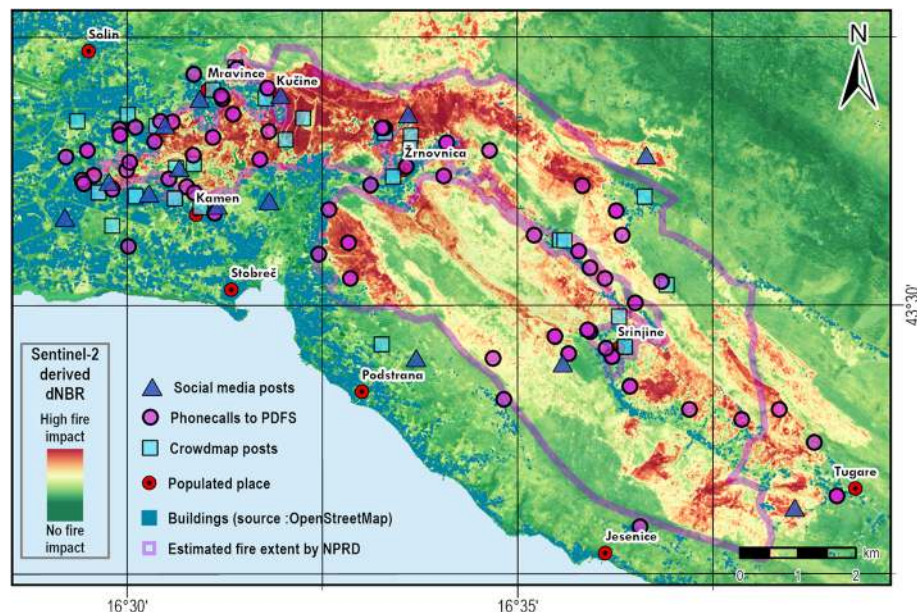 Solin
N
Mravince
Kučine
Žrnovnica
Kamen
Stobreč
43°30'
Srinjine
Sentinel-2
derived
dNBR
High fire
impact
No fire
impact
Social media posts
Phonecalls to PDFS
Crowdmap posts
Populated place
Buildings (source :OpenStreetMap)
Estimated fire extent by NPRD
Podstrana
Tugare
Jesenice
km
0 1 2
16°30'
16°35'